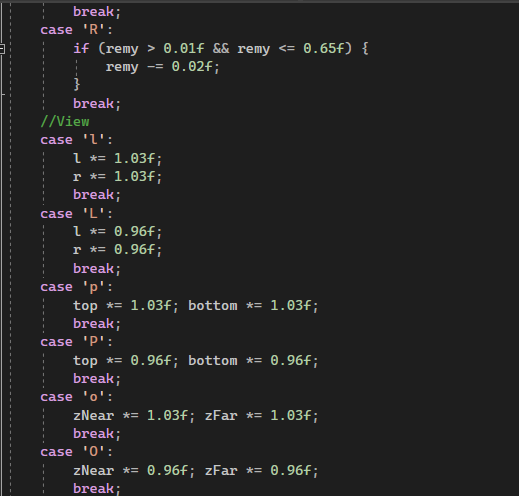 break;
    case 'R':
        if (remy > 0.01f && remy <= 0.65f) {
            remy -= 0.02f;
        }
        break;
    //View
    case 'l':
        l *= 1.03f;
        r *= 1.03f;
        break;
    case 'L':
        l *= 0.96f;
        r *= 0.96f;
        break;
    case 'p':
        top *= 1.03f; bottom *= 1.03f;
        break;
    case 'P':
        top *= 0.96f; bottom *= 0.96f;
        break;
    case 'o':
        zNear *= 1.03f; zFar *= 1.03f;
        break;
    case 'O':
        zNear *= 0.96f; zFar *= 0.96f;
        break;